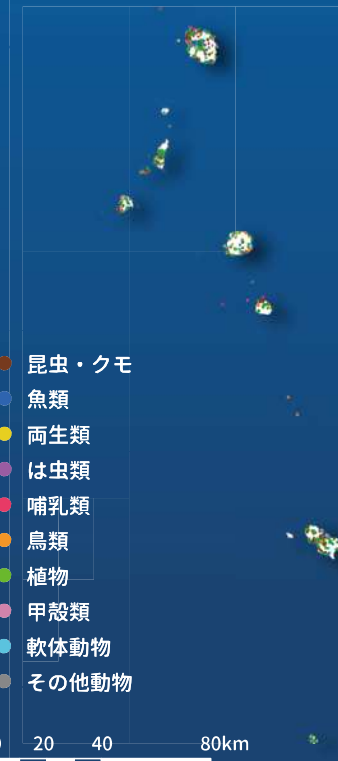 昆虫・クモ
魚類
両生類
は虫類
哺乳類
鳥類
植物
甲殻類
軟体動物
その他動物
20 40 80km